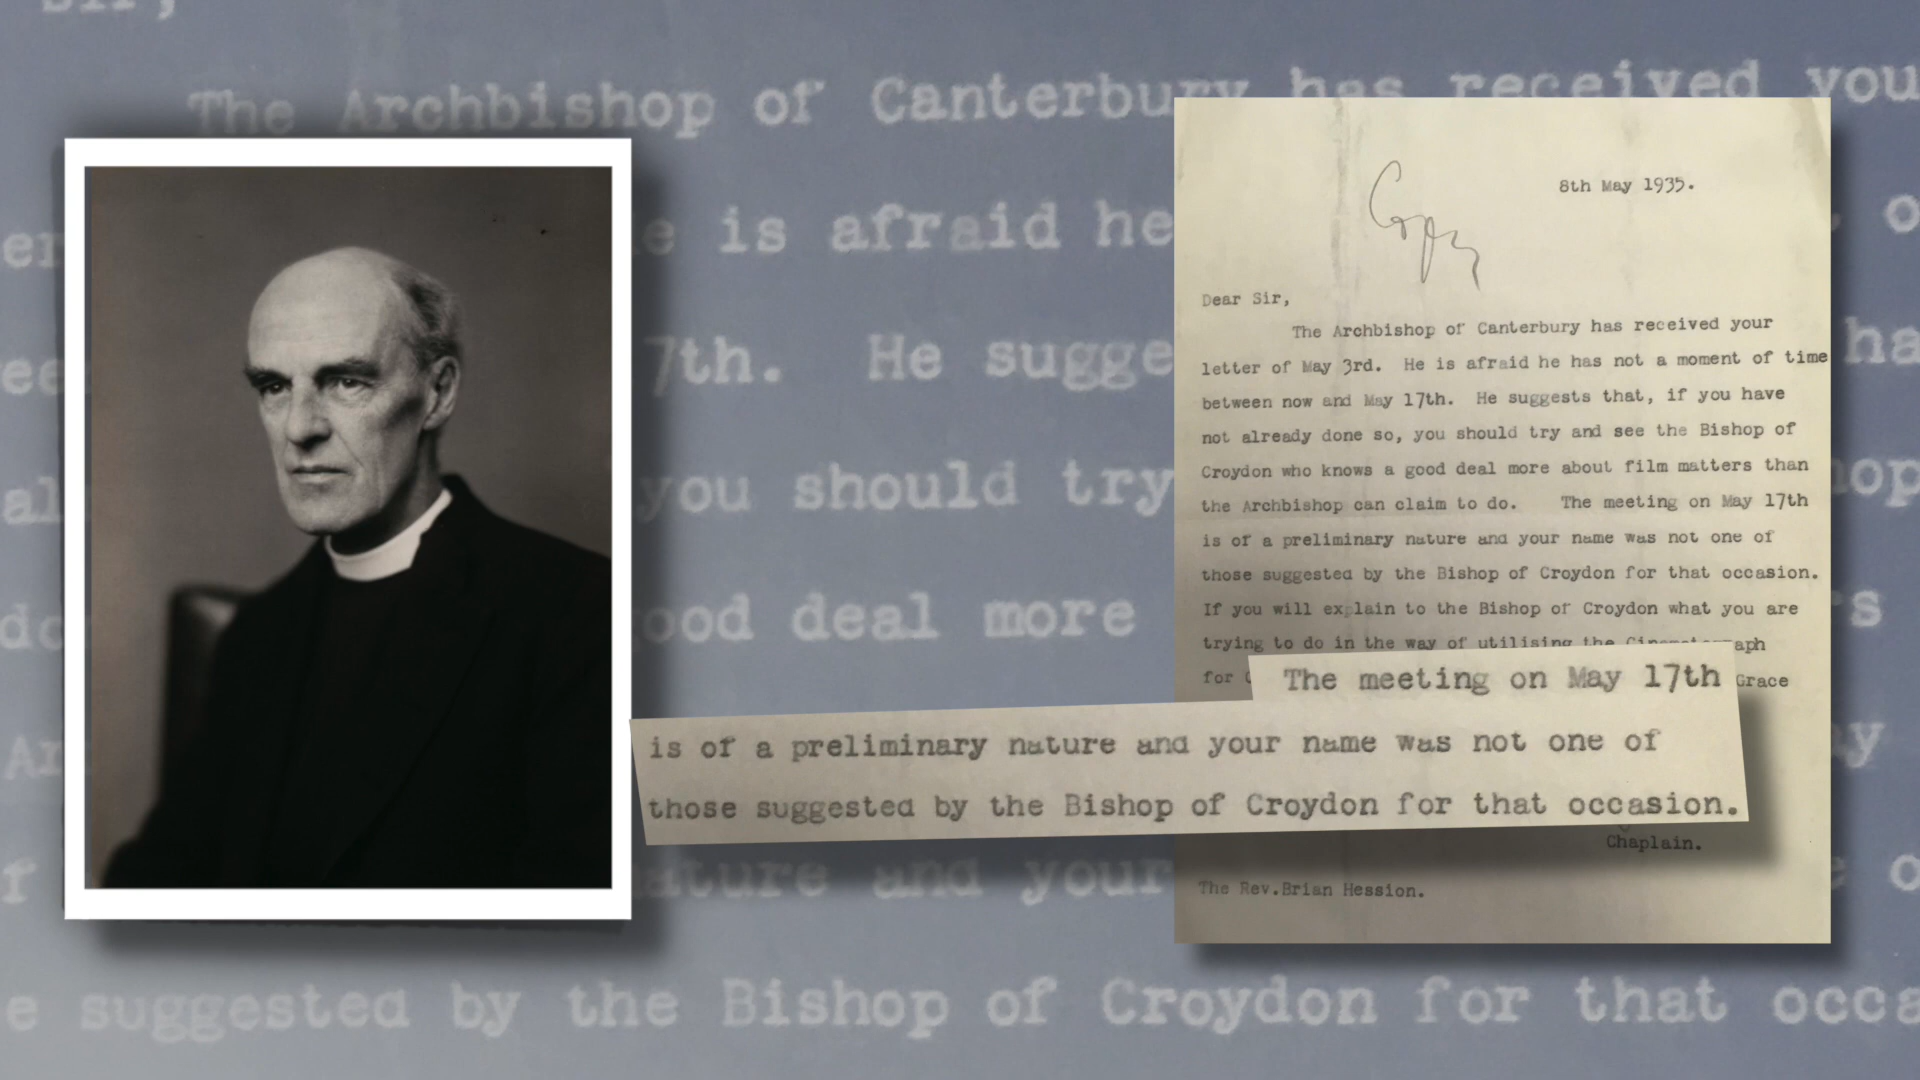 Sir,
The Archbishop of Canterbury has received you
is afraid he
7th. He sugge
you should try
good deal more
nature and your
e suggested by the Bishop of Croydon for that occa
Copy
8th May 1935.
Dear Sir,
The Archbishop of Canterbury has received your
letter of May 3rd. He is afraid he has not a moment of time
between now and May 17th. He suggests that, if you have
not already done so, you should try and see the Bishop of
Croydon who knows a good deal more about film matters than
the Archbishop can claim to do. The meeting on May 17th
is of a preliminary nature and your name was not one of
those suggested by the Bishop of Croydon for that occasion.
If you will explain to the Bishop of Croydon what you are
trying to do in the way of utilising the
for
Grace
The meeting on May 17th
is of a preliminary nature and your name was not one of
those suggested by the Bishop of Croydon for that occasion.
Chaplain.
The Rev.Brian Hession.